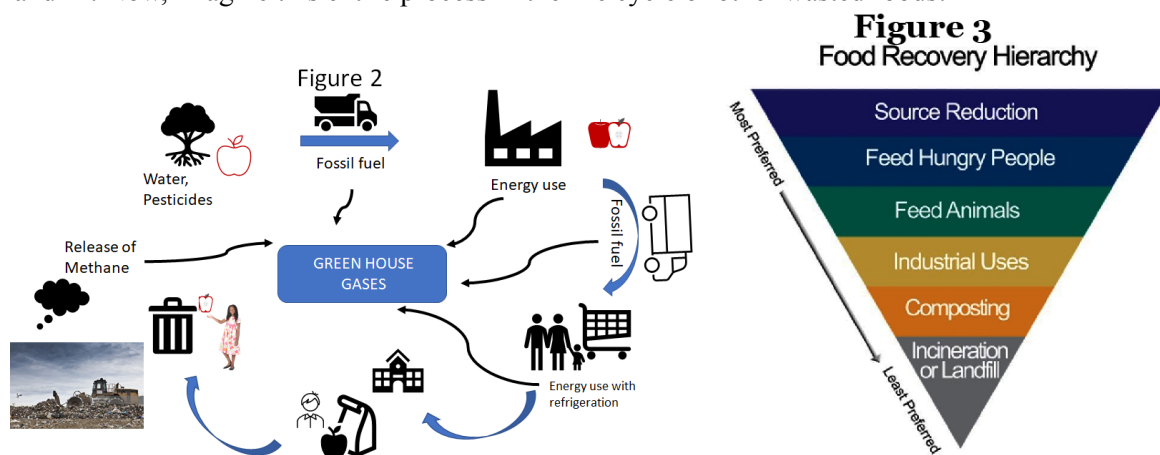 Figure 2
Water,
Pesticides
Fossil fuel
Energy use
Fossil fuel
Release of
Methane
GREEN HOUSE
GASES
Energy use with
refrigeration
Figure 3
Food Recovery Hierarchy
Most Preferred
Least Preferred
Source Reduction
Feed Hungry People
Feed Animals
Industrial Uses
Composting
Incineration
or Landfill